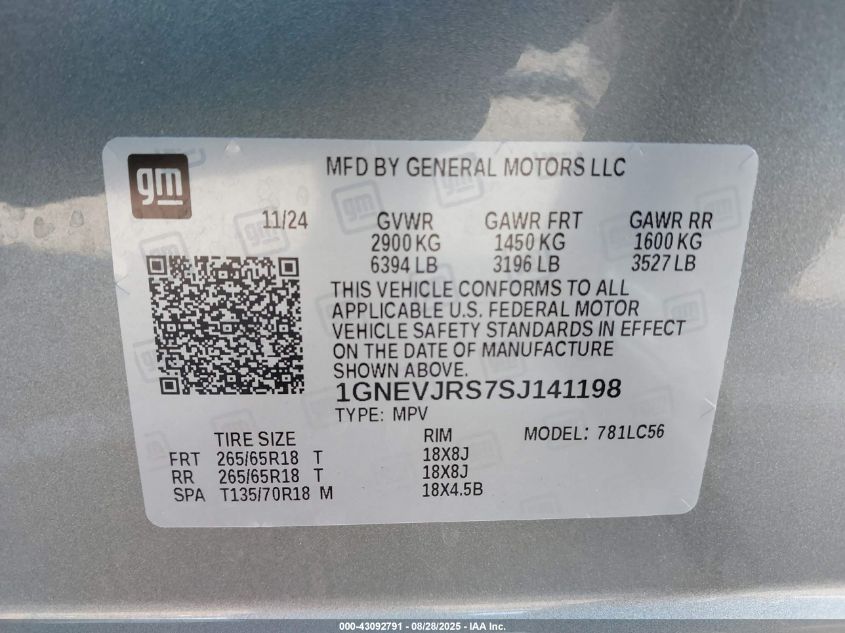 gm
MFD BY GENERAL MOTORS LLC
11/24 GVWR GAWR FRT GAWR RR
2900 KG 1450 KG 1600 KG
6394 LB 3196 LB 3527 LB
THIS VEHICLE CONFORMS TO ALL
APPLICABLE U.S. FEDERAL MOTOR
VEHICLE SAFETY STANDARDS IN EFFECT
ON THE DATE OF MANUFACTURE
SHOWN ABOVE.
1GNEVJRS7SJ141198
TYPE: MPV
TIRE SIZE RIM MODEL: 781LC56
FRT 265/65R18 T 18X8J
RR 265/65R18 T 18X8J
SPA T135/70R18 M 18X4.5B
000-43092791 - 08/28/2025 - IAA Inc.